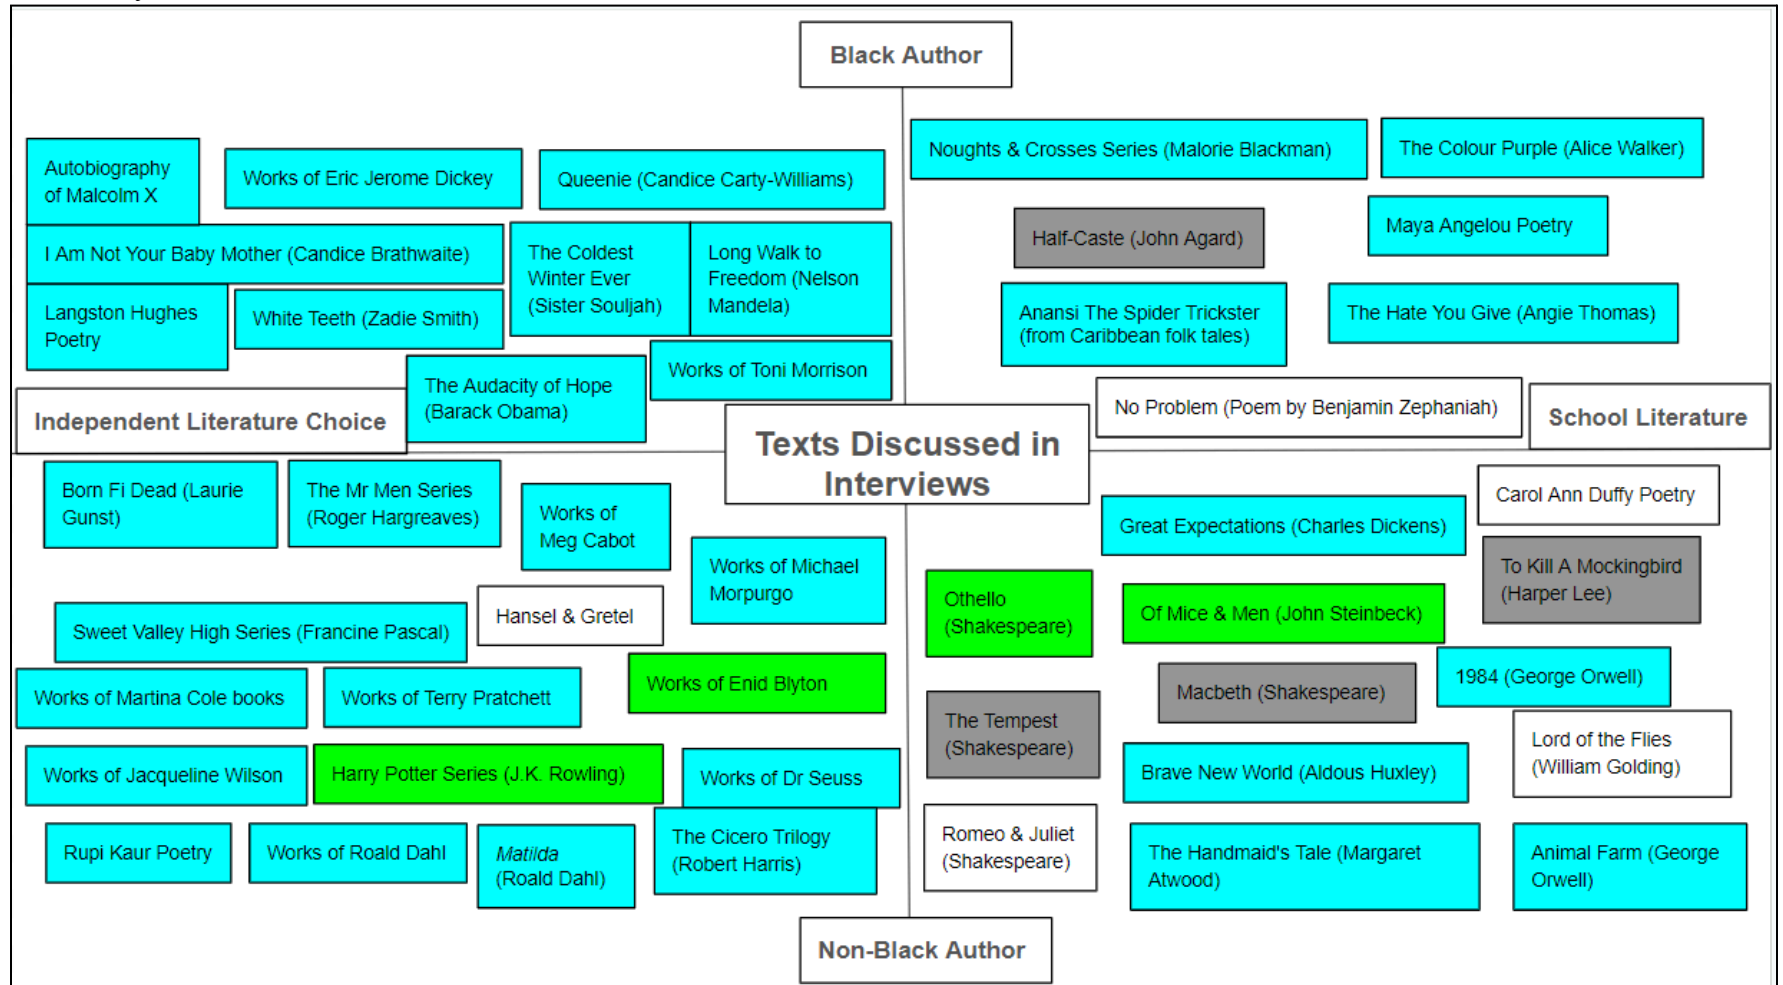 Black Author
Autobiography
of Malcolm X
Works of Eric Jerome Dickey
Queenie (Candice Carty-Williams)
I Am Not Your Baby Mother (Candice Brathwaite)
The Coldest
Winter Ever
(Sister Souljah)
Long Walk to
Freedom (Nelson
Mandela)
Langston Hughes
Poetry
White Teeth (Zadie Smith)
The Audacity of Hope
(Barack Obama)
Works of Toni Morrison
Noughts & Crosses Series (Malorie Blackman)
The Colour Purple (Alice Walker)
Half-Caste (John Agard)
Maya Angelou Poetry
Anansi The Spider Trickster
(from Caribbean folk tales)
The Hate You Give (Angie Thomas)
No Problem (Poem by Benjamin Zephaniah)
Independent Literature Choice
Texts Discussed in
Interviews
School Literature
Born Fi Dead (Laurie
Gunst)
The Mr Men Series
(Roger Hargreaves)
Works of
Meg Cabot
Works of Michael
Morpurgo
Hansel & Gretel
Sweet Valley High Series (Francine Pascal)
Works of Martina Cole books
Works of Terry Pratchett
Works of Enid Blyton
Works of Jacqueline Wilson
Harry Potter Series (J.K. Rowling)
Works of Dr Seuss
Rupi Kaur Poetry
Works of Roald Dahl
Matilda
(Roald Dahl)
The Cicero Trilogy
(Robert Harris)
Carol Ann Duffy Poetry
Great Expectations (Charles Dickens)
To Kill A Mockingbird
(Harper Lee)
Othello
(Shakespeare)
Of Mice & Men (John Steinbeck)
1984 (George Orwell)
Macbeth (Shakespeare)
The Tempest
(Shakespeare)
Lord of the Flies
(William Golding)
Brave New World (Aldous Huxley)
Romeo & Juliet
(Shakespeare)
The Handmaid's Tale (Margaret
Atwood)
Animal Farm (George
Orwell)
Non-Black Author